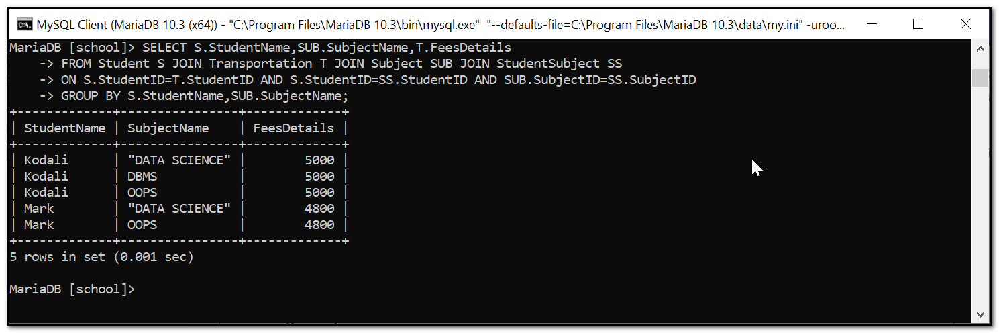 MySQL Client (MariaDB 10.3 (x64)) - "C:\Program Files\MariaDB 10.3\bin\mysql.exe"  "--defaults-file=C:\Program Files\MariaDB 10.3\data\my.ini" -uroo...
MariaDB [school]> SELECT S.StudentName,SUB.SubjectName,T.FeesDetails
    -> FROM Student S JOIN Transportation T JOIN Subject SUB JOIN StudentSubject SS
    -> ON S.StudentID=T.StudentID AND S.StudentID=SS.StudentID AND SUB.SubjectID=SS.SubjectID
    -> GROUP BY S.StudentName,SUB.SubjectName;
+-------------+----------------+-------------+
| StudentName | SubjectName    | FeesDetails |
+-------------+----------------+-------------+
| Kodali      | "DATA SCIENCE" |        5000 |
| Kodali      | DBMS           |        5000 |
| Kodali      | OOPS           |        5000 |
| Mark        | "DATA SCIENCE" |        4800 |
| Mark        | OOPS           |        4800 |
+-------------+----------------+-------------+
5 rows in set (0.001 sec)
MariaDB [school]>